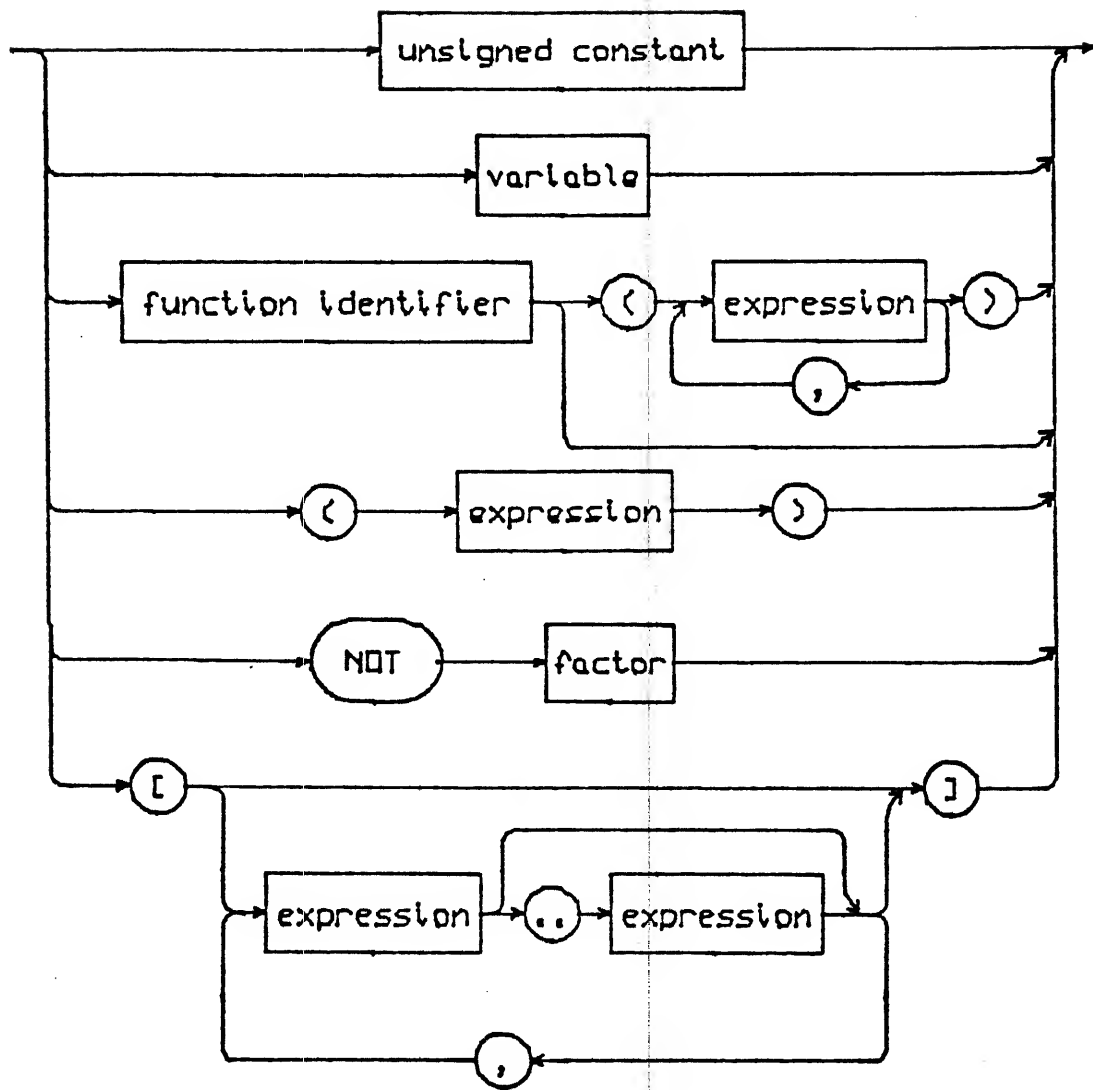 unsigned constant
variable
function identifier ( expression )
,
( expression )
NOT factor
[ ]
expression .. expression
,